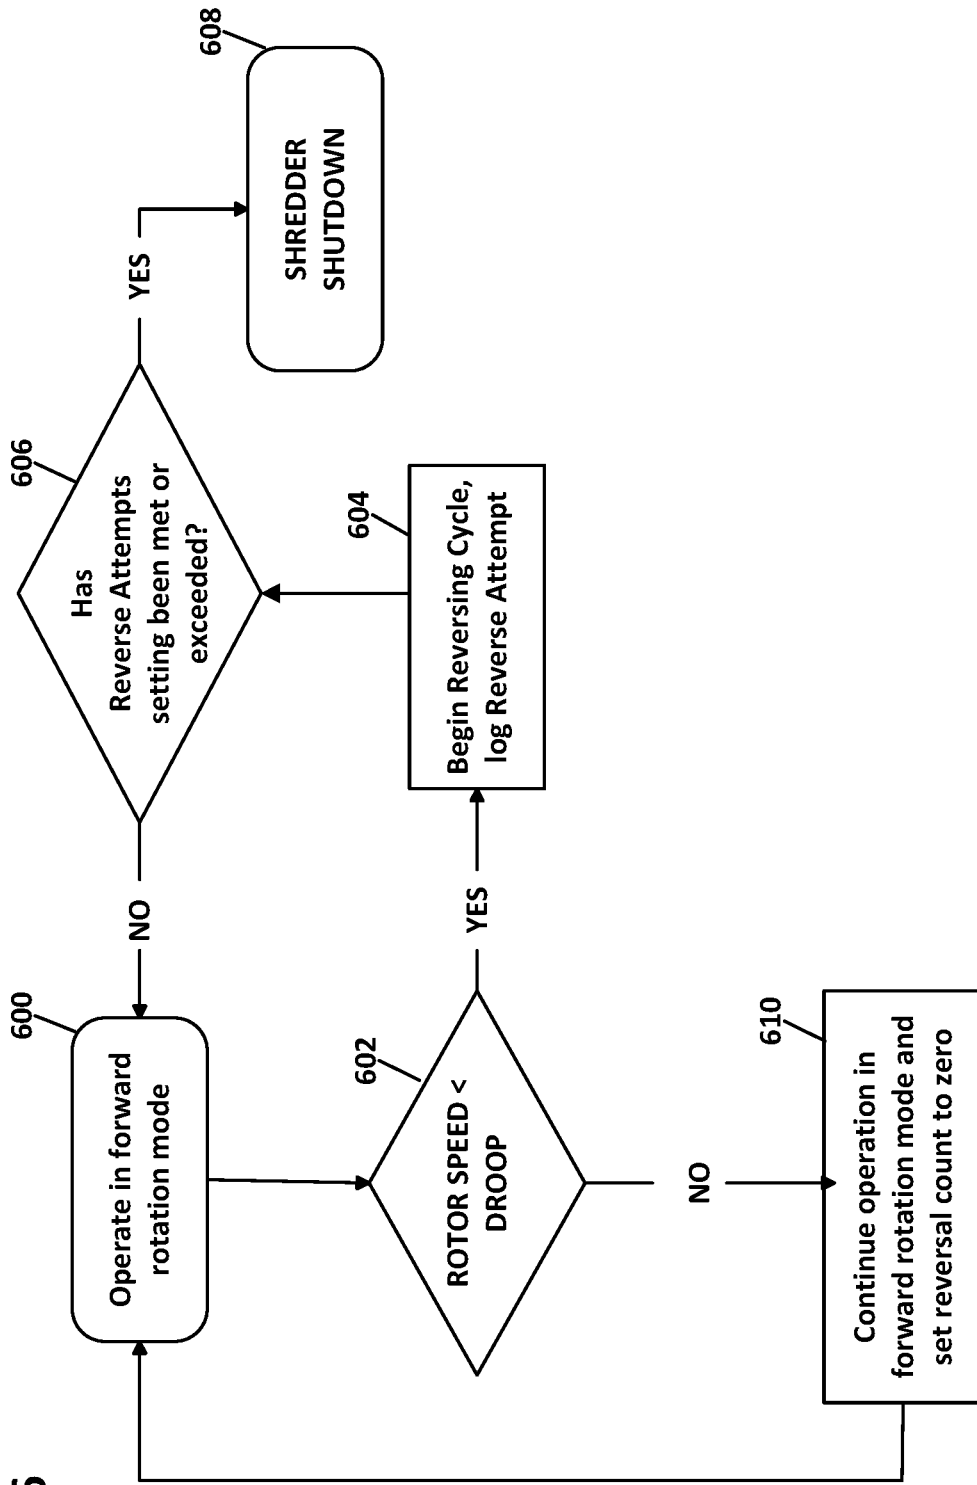 600
Operate in forward
rotation mode
NO
606
Has
Reverse Attempts
setting been met or
exceeded?
YES
608
SHREDDER
SHUTDOWN
602
ROTOR SPEED <
DROOP
YES
604
Begin Reversing Cycle,
log Reverse Attempt
NO
610
Continue operation in
forward rotation mode and
set reversal count to zero